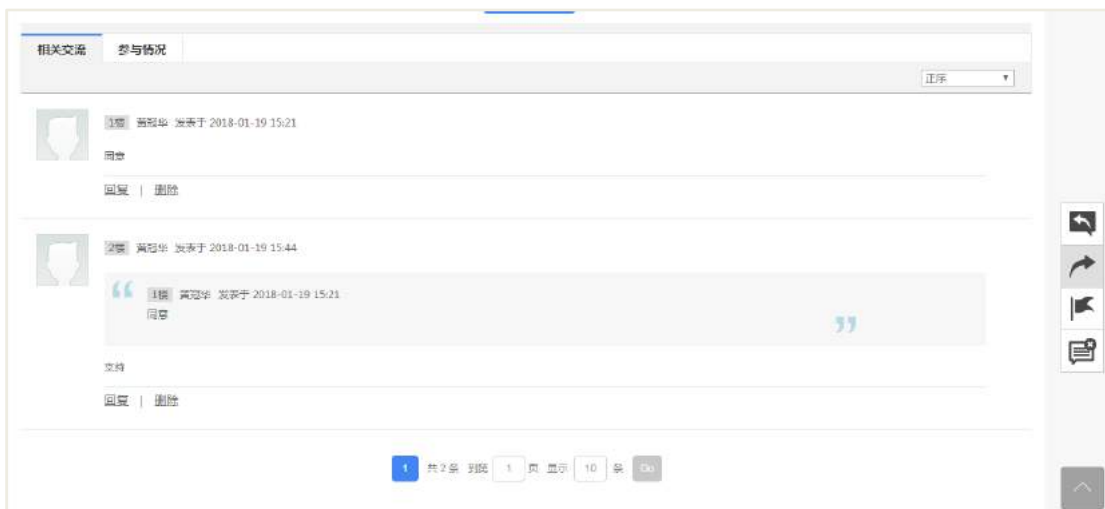 相关交流 参与情况
正序
1楼 黄冠华 发表于 2018-01-19 15:21
同意
回复 | 删除
2楼 黄冠华 发表于 2018-01-19 15:44
1楼 黄冠华 发表于 2018-01-19 15:21
同意
支持
回复 | 删除
1 共 2 条 到第 1 页 显示 10 条 Go